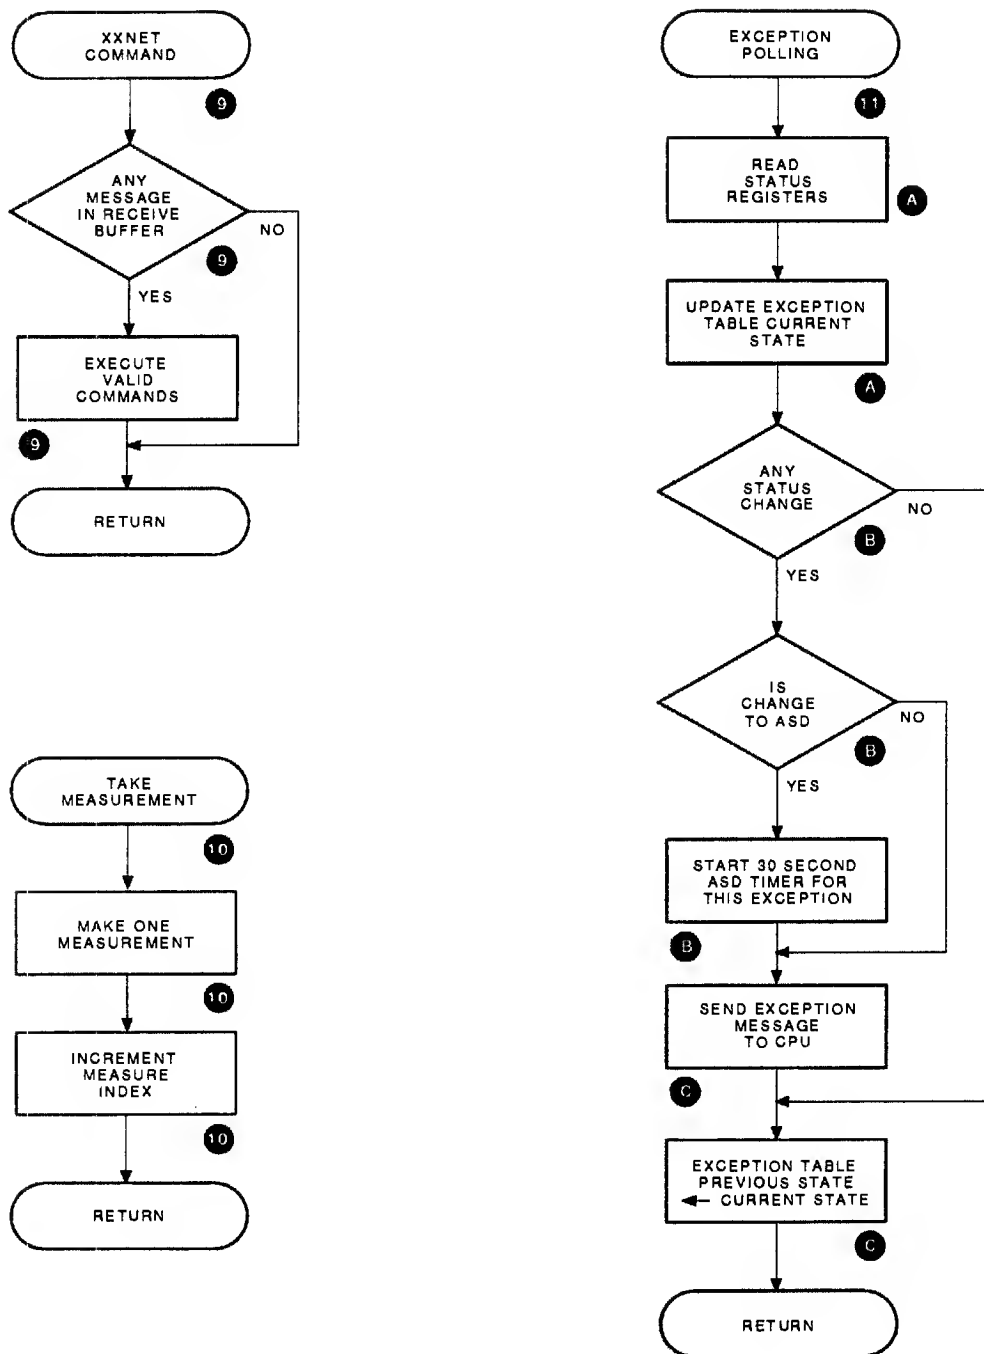 XXNET
COMMAND
9
ANY
MESSAGE
IN RECEIVE
BUFFER
NO
9
YES
EXECUTE
VALID
COMMANDS
9
RETURN
TAKE
MEASUREMENT
10
MAKE ONE
MEASUREMENT
10
INCREMENT
MEASURE
INDEX
10
RETURN
EXCEPTION
POLLING
11
READ
STATUS
REGISTERS
A
UPDATE EXCEPTION
TABLE CURRENT
STATE
A
ANY
STATUS
CHANGE
NO
B
YES
IS
CHANGE
TO ASD
NO
B
YES
START 30 SECOND
ASD TIMER FOR
THIS EXCEPTION
B
SEND EXCEPTION
MESSAGE
TO CPU
C
EXCEPTION TABLE
PREVIOUS STATE
← CURRENT STATE
C
RETURN